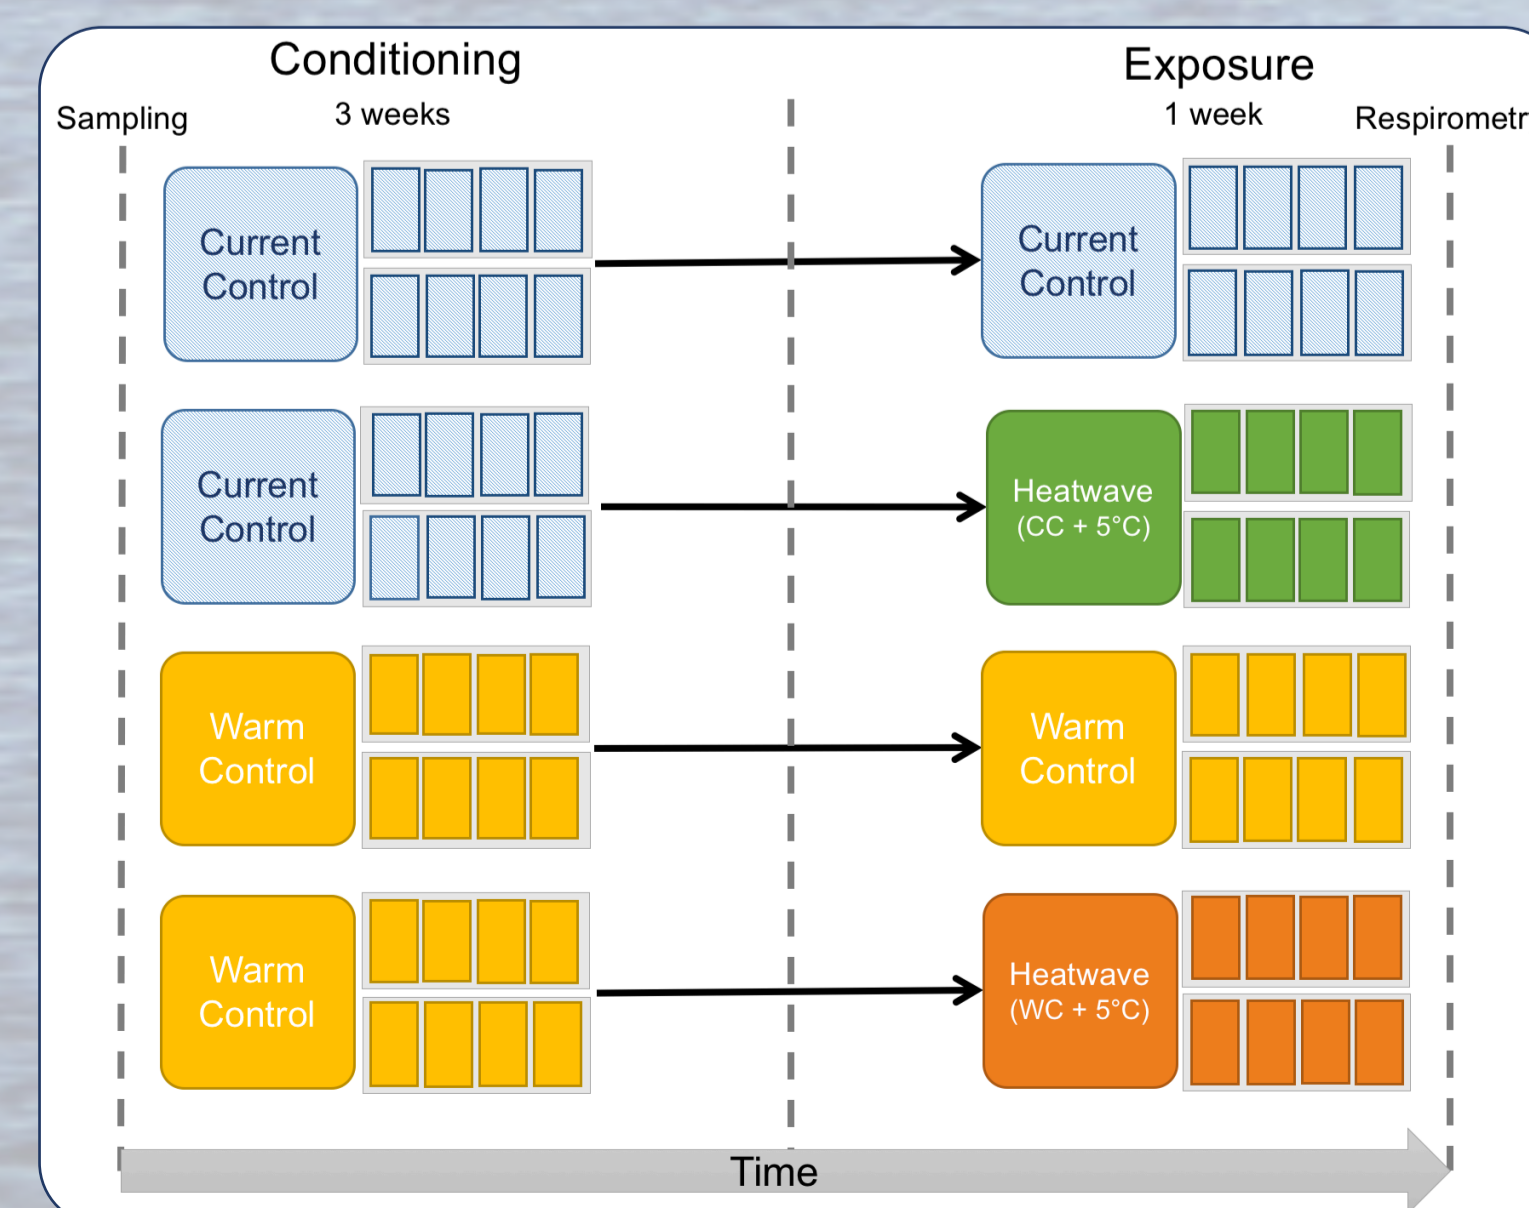 Conditioning
Exposure
Sampling
3 weeks
1 week
Respirometr
Current
Control
Current
Control
Current
Control
Heatwave
(CC + 5°C)
Warm
Control
Warm
Control
Warm
Control
Heatwave
(WC + 5°C)
Time